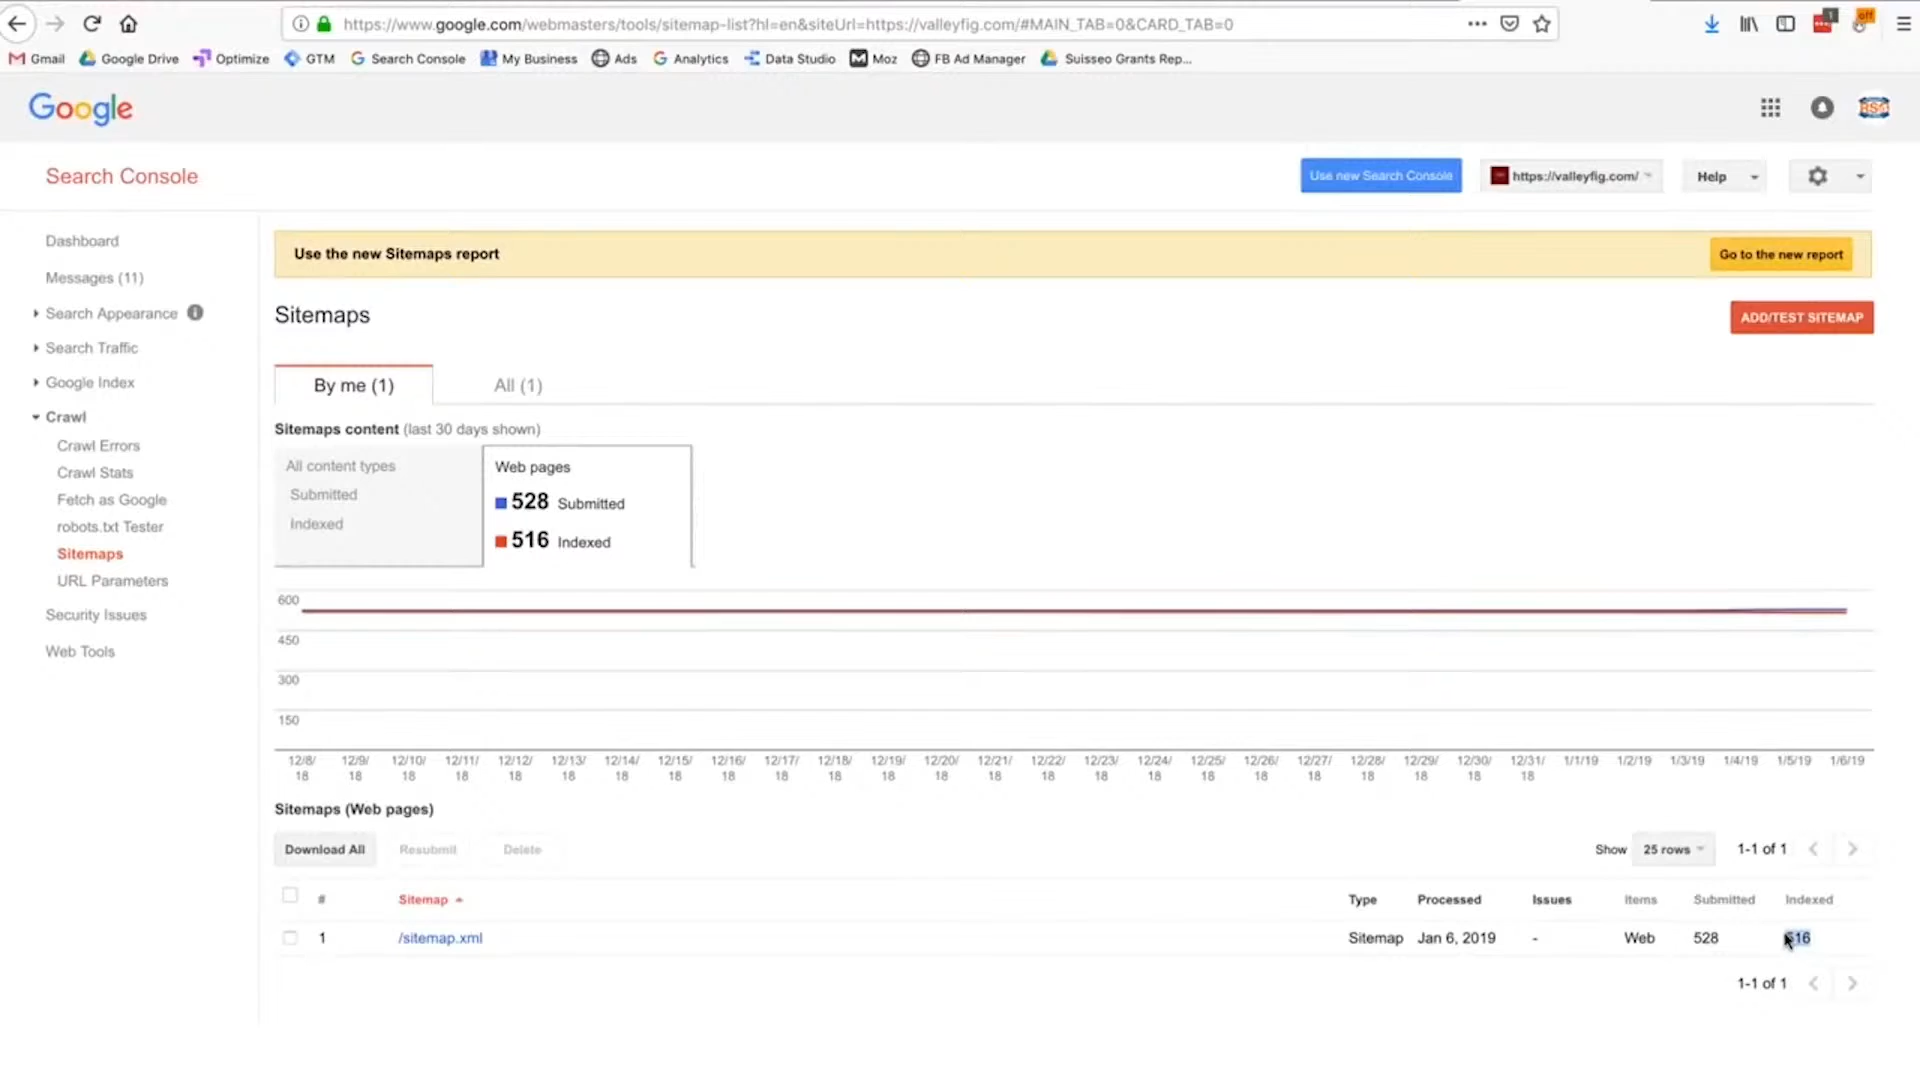 https://www.google.com/webmasters/tools/sitemap-list?hl=en&siteUrl=https://valleyfig.com/#MAIN_TAB=0&CARD_TAB=0
1
off
Gmail Google Drive Optimize GTM Search Console My Business Ads Analytics Data Studio Moz FB Ad Manager Suisseo Grants Rep...
Google
Search Console
Use new Search Console
https://valleyfig.com/
Help
Dashboard
Messages (11)
Search Appearance
Search Traffic
Google Index
Crawl
Crawl Errors
Crawl Stats
Fetch as Google
robots.txt Tester
Sitemaps
URL Parameters
Security Issues
Web Tools
Use the new Sitemaps report
Go to the new report
Sitemaps
ADD/TEST SITEMAP
By me (1)
All (1)
Sitemaps content (last 30 days shown)
All content types
Submitted
Indexed
Web pages
528 Submitted
516 Indexed
600
450
300
150
12/8/18 12/9/18 12/10/18 12/11/18 12/12/18 12/13/18 12/14/18 12/15/18 12/16/18 12/17/18 12/18/18 12/19/18 12/20/18 12/21/18 12/22/18 12/23/18 12/24/18 12/25/18 12/26/18 12/27/18 12/28/18 12/29/18 12/30/18 12/31/18 1/1/19 1/2/19 1/3/19 1/4/19 1/5/19 1/6/19
Sitemaps (Web pages)
Download All Resubmit Delete
Show 25 rows 1-1 of 1
# Sitemap Type Processed Issues Items Submitted Indexed
1 /sitemap.xml Sitemap Jan 6, 2019 - Web 528 516
1-1 of 1